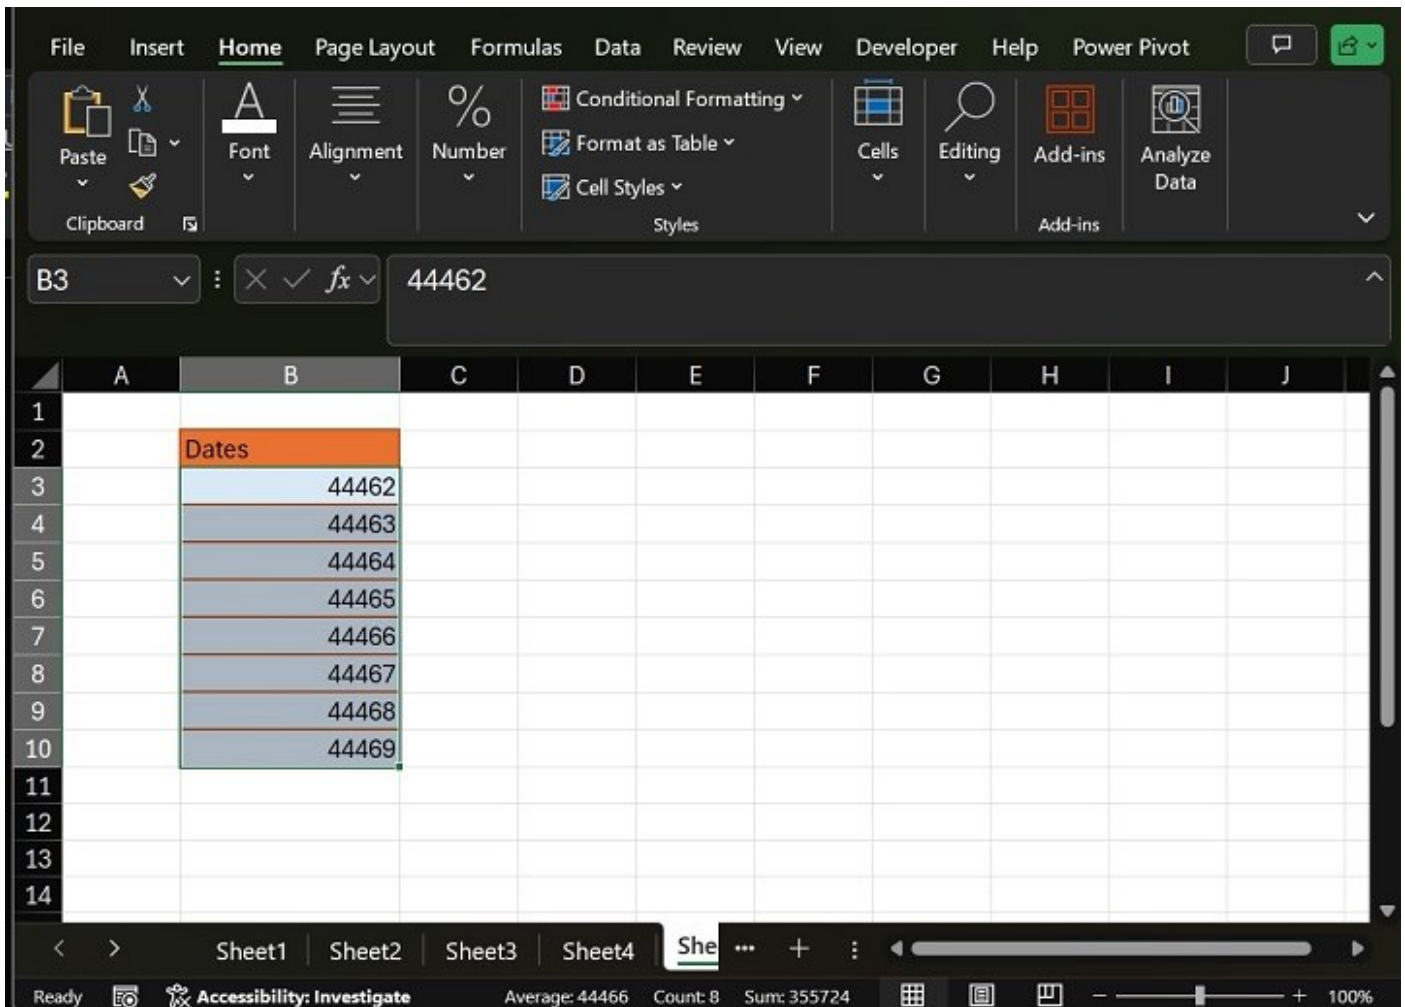 File Insert Home Page Layout Formulas Data Review View Developer Help Power Pivot
Conditional Formatting
Format as Table
Cell Styles
Paste Font Alignment Number Cells Editing Add-ins Analyze
Data
Clipboard Styles Add-ins
B3 fx 44462
A B C D E F G H I J
1
2 Dates
3 44462
4 44463
5 44464
6 44465
7 44466
8 44467
9 44468
10 44469
11
12
13
14
Sheet1 Sheet2 Sheet3 Sheet4 She ...
Ready Accessibility: Investigate Average: 44466 Count: 8 Sum: 355724 100%